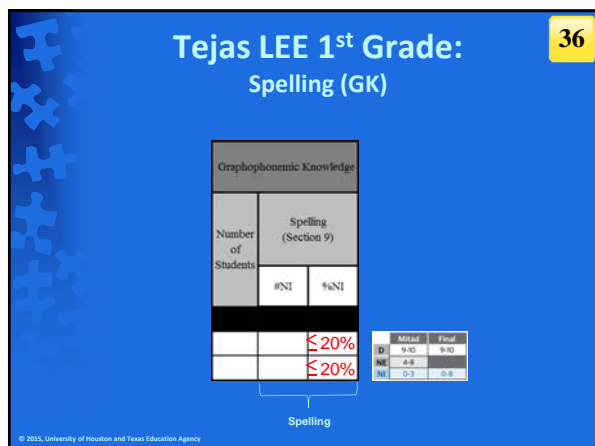 Tejas LEE 1st Grade:
36
Spelling (GK)
Graphophonemic Knowledge
Number
of
Students
Spelling
(Section 9)
#NI
%NI
≤ 20%
≤ 20%
Mitad Final
D 9-10 9-10
NE 4-8
NI 0-3 0-8
Spelling
© 2015, University of Houston and Texas Education Agency